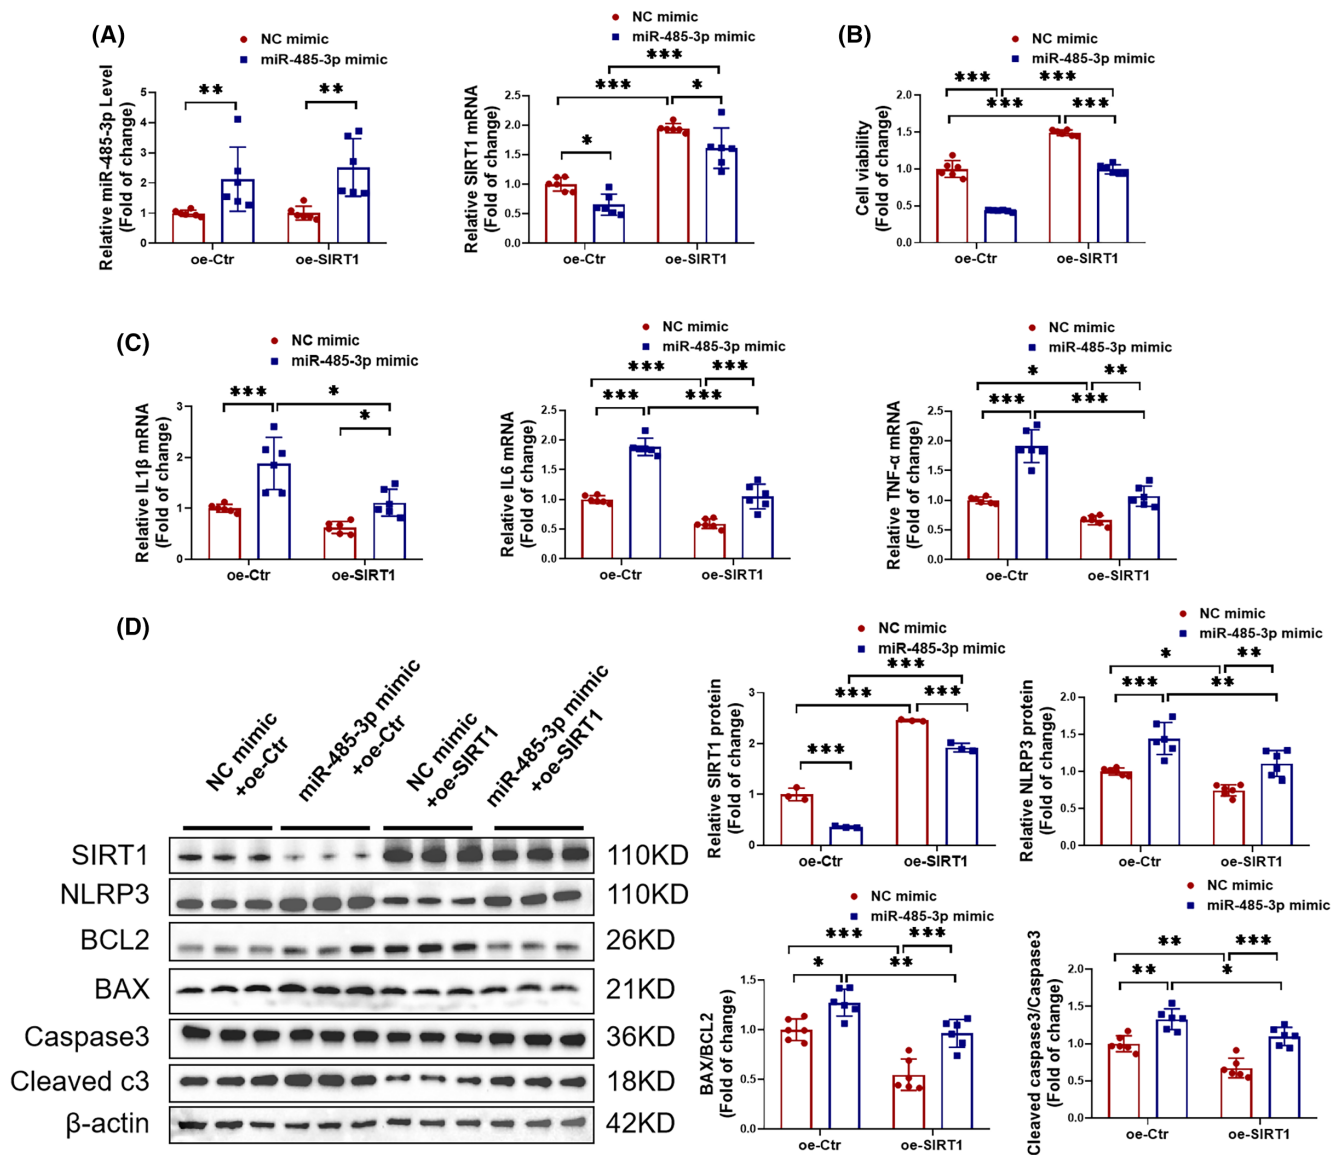 (A)
NC mimic
miR-485-3p mimic
** **
Relative miR-485-3p Level
(Fold of change)
5
4
3
2
1
0
oe-Ctr oe-SIRT1
NC mimic
miR-485-3p mimic
***
*** *
*
Relative SIRT1 mRNA
(Fold of change)
2.5
2.0
1.5
1.0
0.5
0.0
oe-Ctr oe-SIRT1
(B)
NC mimic
miR-485-3p mimic
*** ***
*** ***
Cell viability
(Fold of change)
2.0
1.5
1.0
0.5
0.0
oe-Ctr oe-SIRT1
(C)
NC mimic
miR-485-3p mimic
*** *
*
Relative IL1β mRNA
(Fold of change)
3
2
1
0
oe-Ctr oe-SIRT1
NC mimic
miR-485-3p mimic
*** ***
*** ***
Relative IL6 mRNA
(Fold of change)
2.5
2.0
1.5
1.0
0.5
0.0
oe-Ctr oe-SIRT1
NC mimic
miR-485-3p mimic
* **
*** ***
Relative TNF-α mRNA
(Fold of change)
2.5
2.0
1.5
1.0
0.5
0.0
oe-Ctr oe-SIRT1
(D)
NC mimic
+oe-Ctr
miR-485-3p mimic
+oe-Ctr
NC mimic
+oe-SIRT1
miR-485-3p mimic
+oe-SIRT1
SIRT1 110KD
NLRP3 110KD
BCL2 26KD
BAX 21KD
Caspase3 36KD
Cleaved c3 18KD
β-actin 42KD
NC mimic
miR-485-3p mimic
***
*** ***
***
Relative SIRT1 protein
(Fold of change)
3
2
1
0
oe-Ctr oe-SIRT1
NC mimic
miR-485-3p mimic
* **
*** **
Relative NLRP3 protein
(Fold of change)
2.0
1.5
1.0
0.5
0.0
oe-Ctr oe-SIRT1
NC mimic
miR-485-3p mimic
*** ***
* **
BAX/BCL2
(Fold of change)
1.5
1.0
0.5
0.0
oe-Ctr oe-SIRT1
NC mimic
miR-485-3p mimic
** ***
** *
Cleaved caspase3/Caspase3
(Fold of change)
2.0
1.5
1.0
0.5
0.0
oe-Ctr oe-SIRT1